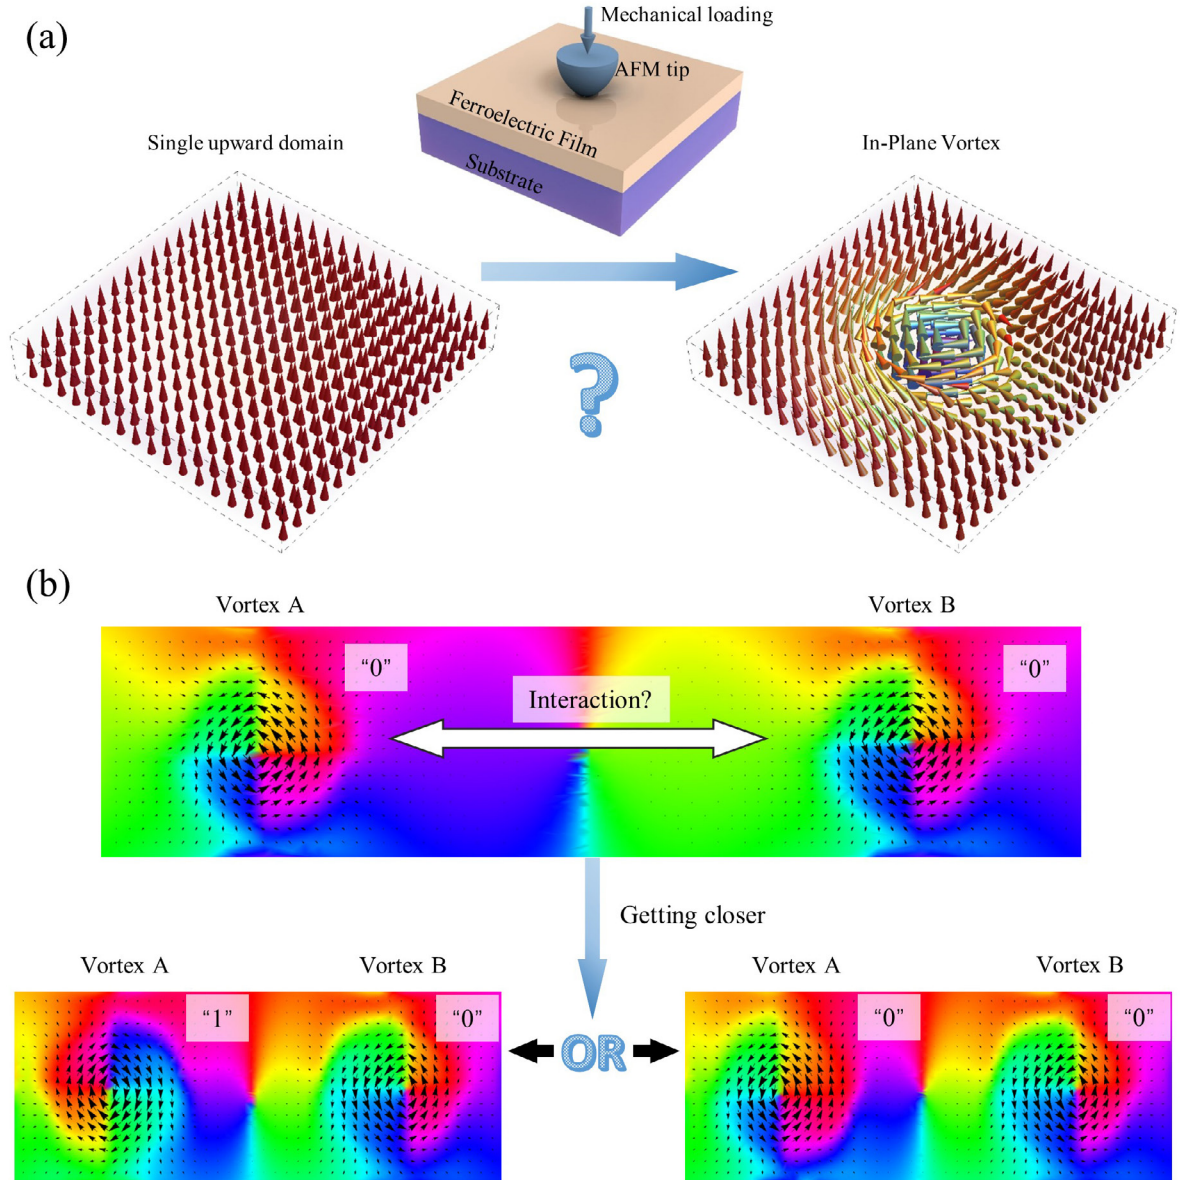 (a)
Mechanical loading
AFM tip
Ferroelectric Film
Substrate
Single upward domain
In-Plane Vortex
?
(b)
Vortex A
Vortex B
“0”
“0”
Interaction?
Getting closer
Vortex A
Vortex B
Vortex A
Vortex B
“1”
“0”
“0”
“0”
OR